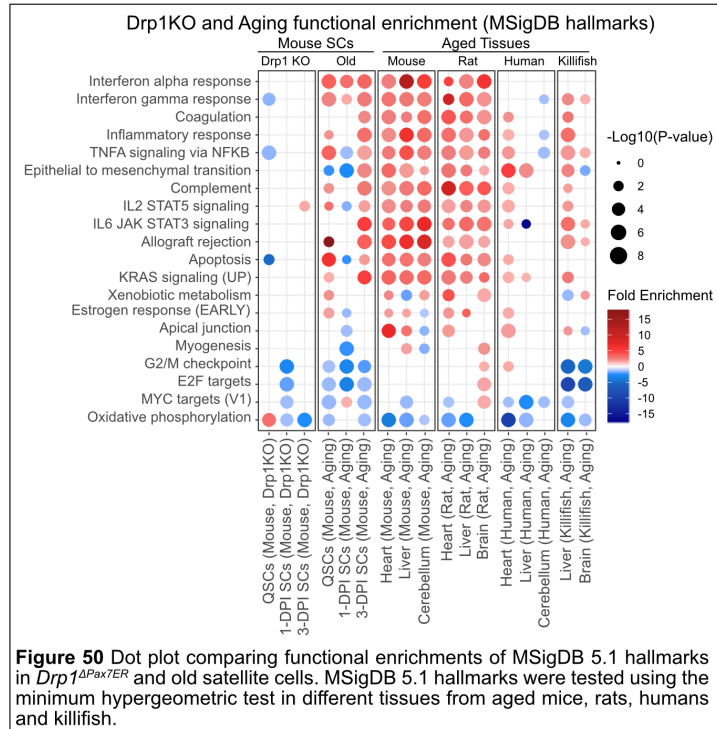 Drp1KO and Aging functional enrichment (MSigDB hallmarks)
Mouse SCs
Aged Tissues
Drp1 KO
Old
Mouse
Rat
Human
Killifish
Interferon alpha response
Interferon gamma response
Coagulation
Inflammatory response
TNFA signaling via NFKB
Epithelial to mesenchymal transition
Complement
IL2 STAT5 signaling
IL6 JAK STAT3 signaling
Allograft rejection
Apoptosis
KRAS signaling (UP)
Xenobiotic metabolism
Estrogen response (EARLY)
Apical junction
Myogenesis
G2/M checkpoint
E2F targets
MYC targets (V1)
Oxidative phosphorylation
QSCs (Mouse, Drp1KO)
1-DPI SCs (Mouse, Drp1KO)
3-DPI SCs (Mouse, Drp1KO)
QSCs (Mouse, Aging)
1-DPI SCs (Mouse, Aging)
3-DPI SCs (Mouse, Aging)
Heart (Mouse, Aging)
Liver (Mouse, Aging)
Cerebellum (Mouse, Aging)
Heart (Rat, Aging)
Liver (Rat, Aging)
Brain (Rat, Aging)
Heart (Human, Aging)
Liver (Human, Aging)
Cerebellum (Human, Aging)
Liver (Killifish, Aging)
Brain (Killifish, Aging)
-Log10(P-value)
0
2
4
6
8
Fold Enrichment
15
10
5
0
-5
-10
-15
Figure 50 Dot plot comparing functional enrichments of MSigDB 5.1 hallmarks
in Drp1ΔPax7ER and old satellite cells. MSigDB 5.1 hallmarks were tested using the
minimum hypergeometric test in different tissues from aged mice, rats, humans
and killifish.